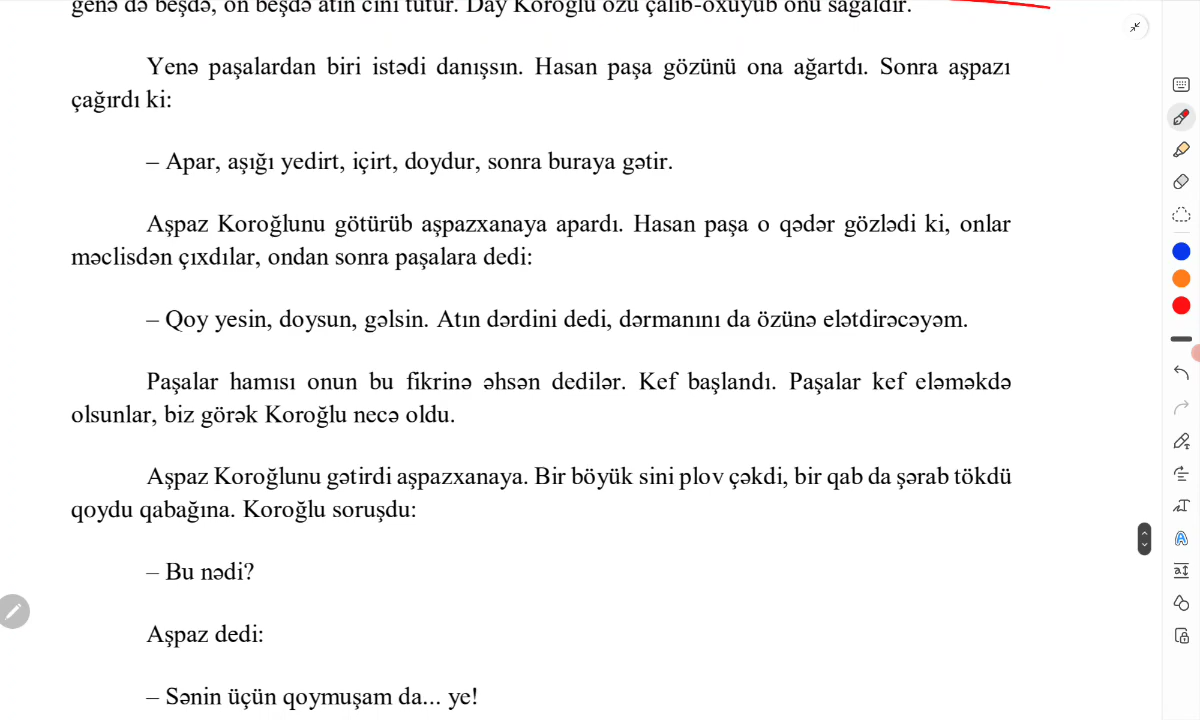 genə də beşdə, on beşdə atın cini tutur. Day Koroğlu özü çalıb-oxuyub onu sağaldır.
Yenə paşalardan biri istədi danışsın. Hasan paşa gözünü ona ağartdı. Sonra aşpazı
çağırdı ki:
– Apar, aşığı yedirt, içirt, doydur, sonra buraya gətir.
Aşpaz Koroğlunu götürüb aşpazxanaya apardı. Hasan paşa o qədər gözlədi ki, onlar
məclisdən çıxdılar, ondan sonra paşalara dedi:
– Qoy yesin, doysun, gəlsin. Atın dərdini dedi, dərmanını da özünə elətdirəcəyəm.
Paşalar hamısı onun bu fikrinə əhsən dedilər. Kef başlandı. Paşalar kef eləməkdə
olsunlar, biz görək Koroğlu necə oldu.
Aşpaz Koroğlunu gətirdi aşpazxanaya. Bir böyük sini plov çəkdi, bir qab da şərab tökdü
qoydu qabağına. Koroğlu soruşdu:
– Bu nədi?
Aşpaz dedi:
– Sənin üçün qoymuşam da... ye!